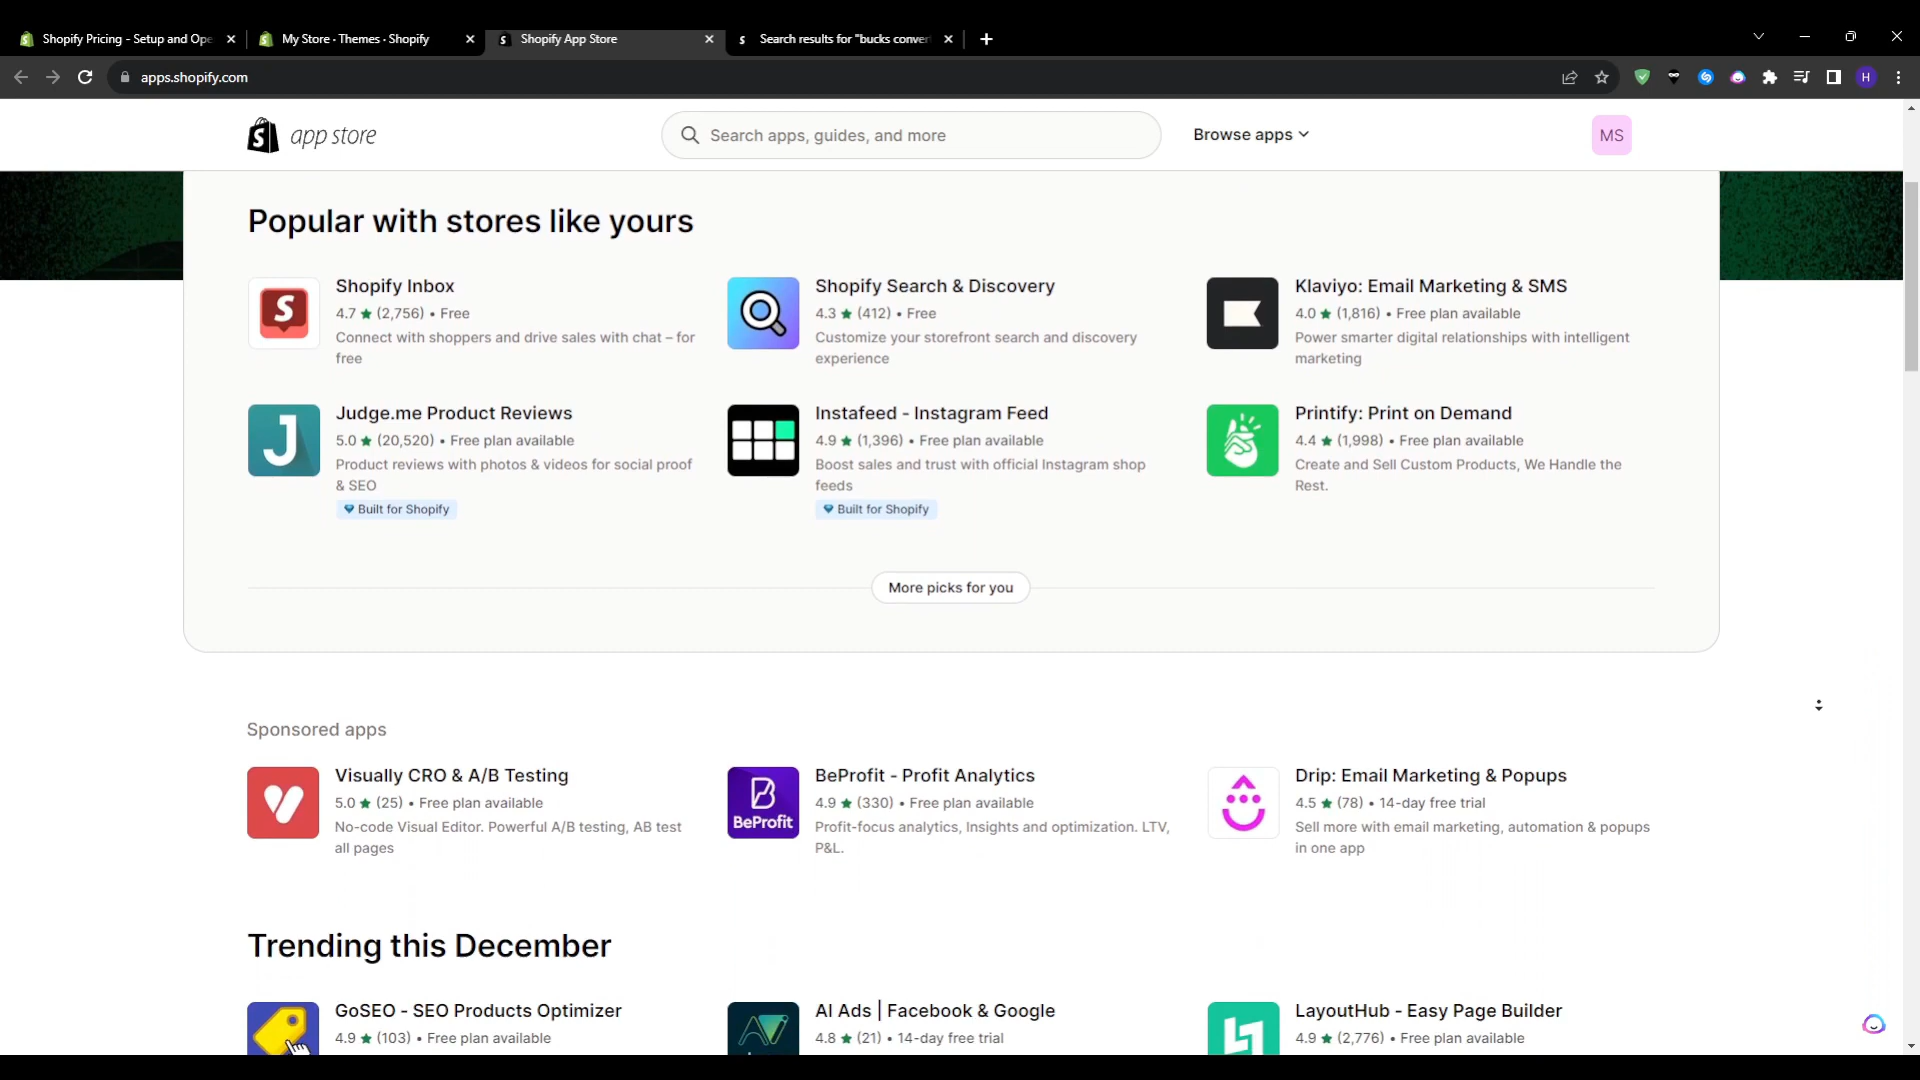 Shopify Pricing - Setup and Ope
My Store · Themes · Shopify
Shopify App Store
Search results for "bucks conver
apps.shopify.com
H
app store
Search apps, guides, and more
Browse apps
MS
Popular with stores like yours
Shopify Inbox
4.7 ★ (2,756) • Free
Connect with shoppers and drive sales with chat – for
free
Shopify Search & Discovery
4.3 ★ (412) • Free
Customize your storefront search and discovery
experience
Klaviyo: Email Marketing & SMS
4.0 ★ (1,816) • Free plan available
Power smarter digital relationships with intelligent
marketing
Judge.me Product Reviews
5.0 ★ (20,520) • Free plan available
Product reviews with photos & videos for social proof
& SEO
Built for Shopify
Instafeed - Instagram Feed
4.9 ★ (1,396) • Free plan available
Boost sales and trust with official Instagram shop
feeds
Built for Shopify
Printify: Print on Demand
4.4 ★ (1,998) • Free plan available
Create and Sell Custom Products, We Handle the
Rest.
More picks for you
Sponsored apps
Visually CRO & A/B Testing
5.0 ★ (25) • Free plan available
No-code Visual Editor. Powerful A/B testing, AB test
all pages
BeProfit
BeProfit - Profit Analytics
4.9 ★ (330) • Free plan available
Profit-focus analytics, Insights and optimization. LTV,
P&L.
Drip: Email Marketing & Popups
4.5 ★ (78) • 14-day free trial
Sell more with email marketing, automation & popups
in one app
Trending this December
GoSEO - SEO Products Optimizer
4.9 ★ (103) • Free plan available
AI Ads | Facebook & Google
4.8 ★ (21) • 14-day free trial
LayoutHub - Easy Page Builder
4.9 ★ (2,776) • Free plan available